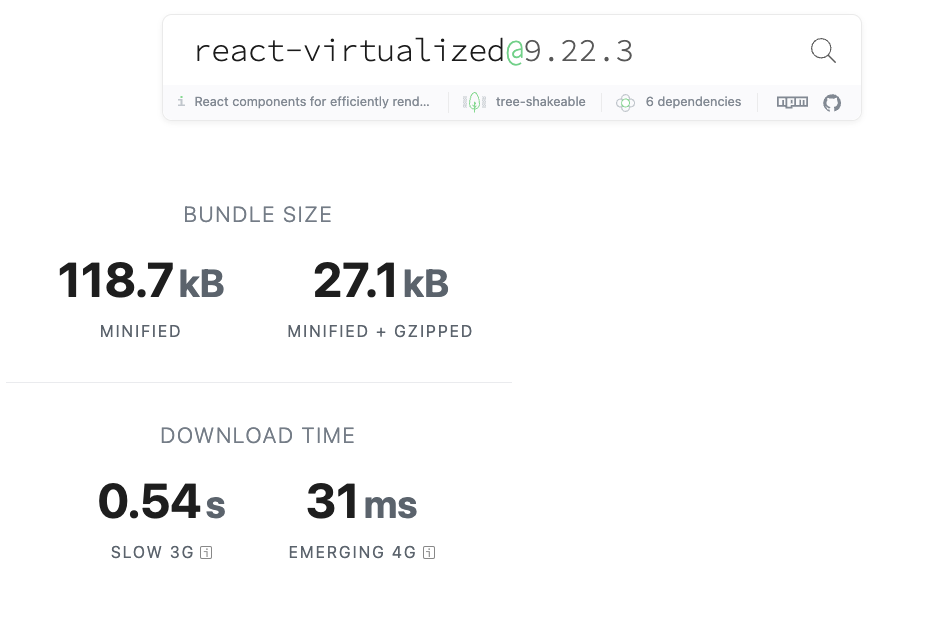 react-virtualized@9.22.3
i React components for efficiently rend... tree-shakeable 6 dependencies npm
BUNDLE SIZE
118.7 kB 27.1 kB
MINIFIED MINIFIED + GZIPPED
DOWNLOAD TIME
0.54 s 31 ms
SLOW 3G i EMERGING 4G i